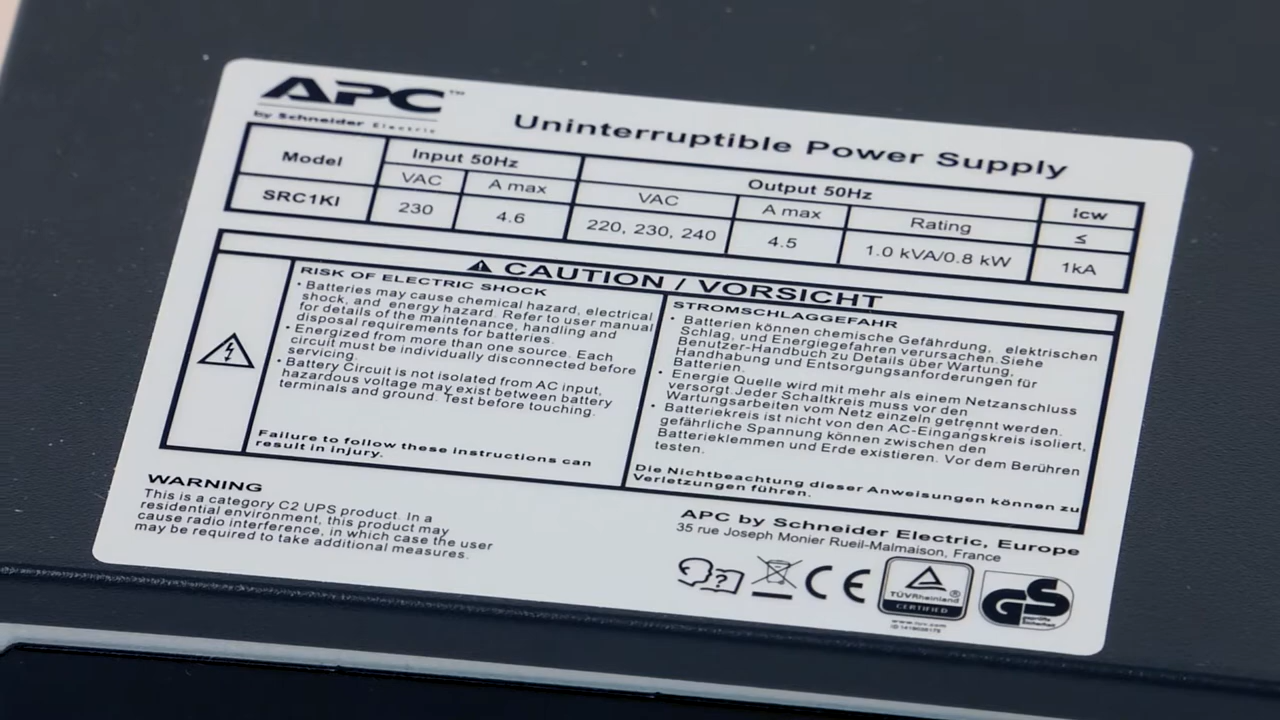 APC™
by Schneider Electric
Uninterruptible Power Supply
Model Input 50Hz Output 50Hz Icw
VAC A max VAC A max Rating ≤
SRC1KI 230 4.6 220, 230, 240 4.5 1.0 kVA/0.8 kW 1kA
CAUTION / VORSICHT
RISK OF ELECTRIC SHOCK
• Batteries may cause chemical hazard, electrical
shock, and energy hazard. Refer to user manual
for details of the maintenance, handling and
disposal requirements for batteries.
• Energized from more than one source. Each
circuit must be individually disconnected before
servicing.
• Battery Circuit is not isolated from AC input,
hazardous voltage may exist between battery
terminals and ground. Test before touching.
Failure to follow these instructions can
result in injury.
STROMSCHLAGGEFAHR
• Batterien können chemische Gefährdung, elektrischen
Schlag, und Energiegefahren verursachen. Siehe
Benutzer-Handbuch zu Details über Wartung,
Handhabung und Entsorgungsanforderungen für
Batterien.
• Energie Quelle wird mit mehr als einem Netzanschluss
versorgt. Jeder Schaltkreis muss vor den
Wartungsarbeiten vom Netz einzeln getrennt werden.
• Batteriekreis ist nicht von den AC-Eingangskreis isoliert,
gefährliche Spannung können zwischen den
Batterieklemmen und Erde existieren. Vor dem Berühren
testen.
Die Nichtbeachtung dieser Anweisungen können zu
Verletzungen führen.
WARNING
This is a category C2 UPS product. In a
residential environment, this product may
cause radio interference, in which case the user
may be required to take additional measures.
APC by Schneider Electric, Europe
35 rue Joseph Monier Rueil-Malmaison, France
?
CE
TÜVRheinland®
CERTIFIED
www.tuv.com
GS
geprüfte
Sicherheit